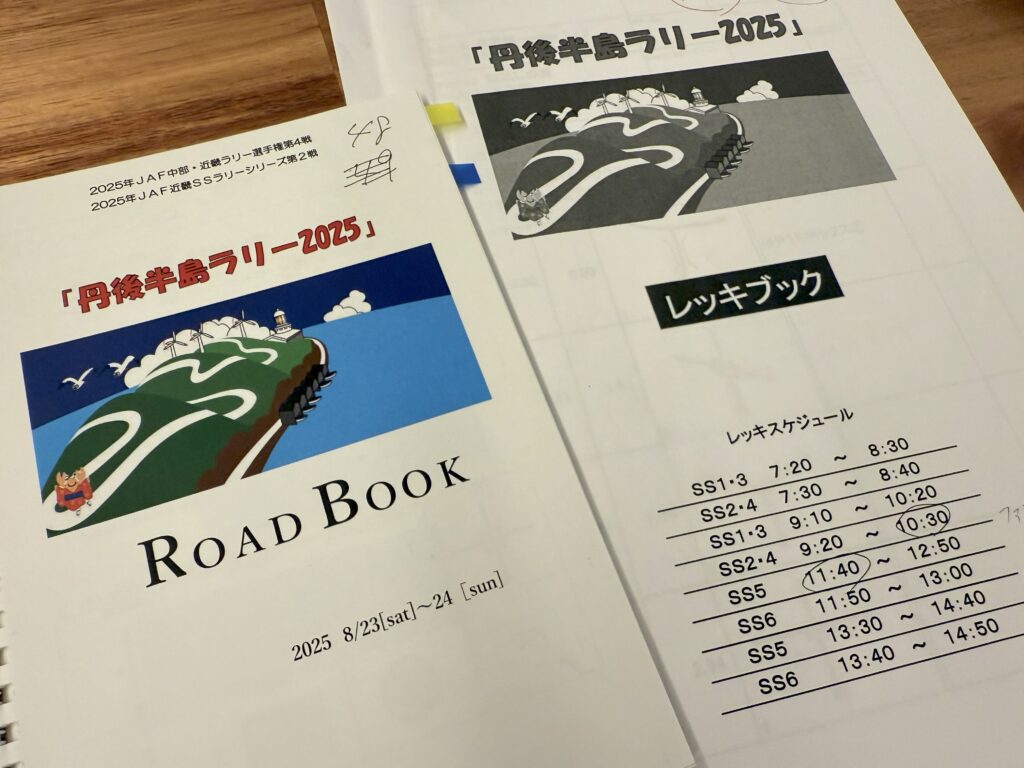 2025年JAF中部・近畿ラリー選手権第4戦
2025年JAF近畿SSラリーシリーズ第2戦
48
「丹後半島ラリー2025」
ROAD BOOK
2025 8/23[sat]〜24 [sun]
「丹後半島ラリー2025」
レッキブック
レッキスケジュール
SS1・3 7:20 〜 8:30
SS2・4 7:30 〜 8:40
SS1・3 9:10 〜 10:20
SS2・4 9:20 〜 10:30
SS5 11:40 〜 12:50
SS6 11:50 〜 13:00
SS5 13:30 〜 14:40
SS6 13:40 〜 14:50